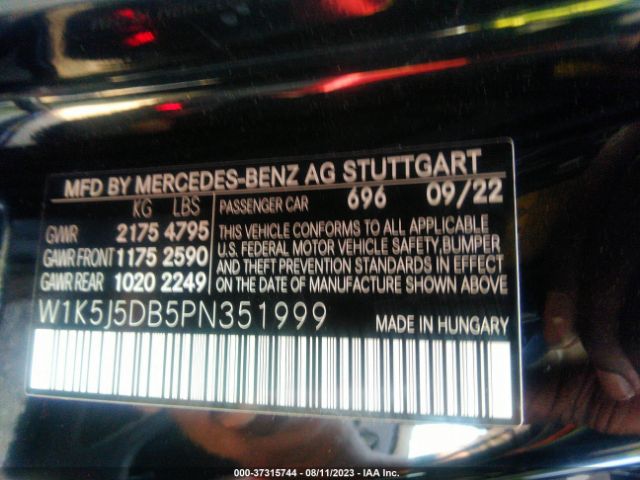 MFD BY MERCEDES-BENZ AG STUTTGART
KG LBS PASSENGER CAR 696 09/22
GVWR 2175 4795
GAWR FRONT 1175 2590
GAWR REAR 1020 2249
THIS VEHICLE CONFORMS TO ALL APPLICABLE
U.S. FEDERAL MOTOR VEHICLE SAFETY, BUMPER
AND THEFT PREVENTION STANDARDS IN EFFECT
ON THE DATE OF MANUFACTURE SHOWN ABOVE
W1K5J5DB5PN351999 MADE IN HUNGARY
000-37315744 - 08/11/2023 - IAA Inc.